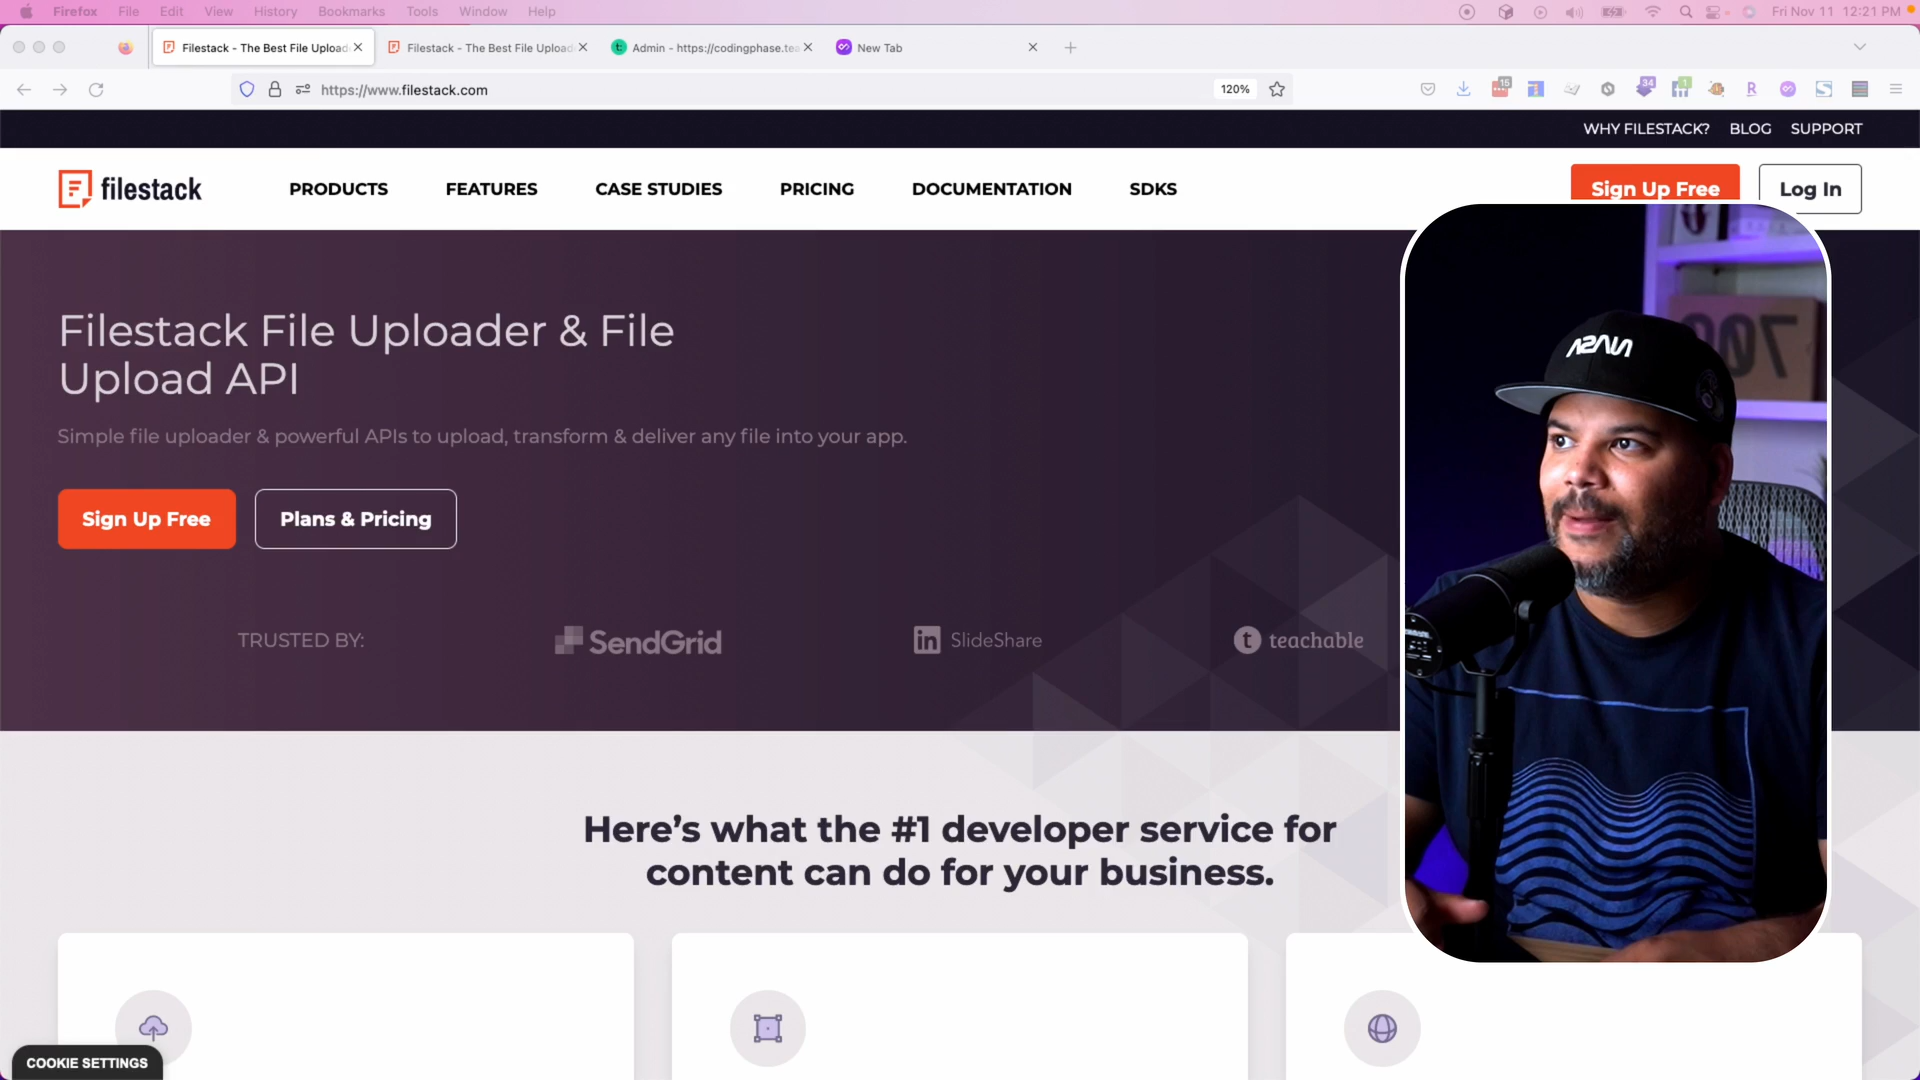 Firefox File Edit View History Bookmarks Tools Window Help Fri Nov 11 12:21 PM
Filestack - The Best File Upload Filestack - The Best File Upload Admin - https://codingphase.tea New Tab
https://www.filestack.com 120% 15 34 1
WHY FILESTACK? BLOG SUPPORT
filestack PRODUCTS FEATURES CASE STUDIES PRICING DOCUMENTATION SDKS Sign Up Free Log In
Filestack File Uploader & File
Upload API
Simple file uploader & powerful APIs to upload, transform & deliver any file into your app.
Sign Up Free Plans & Pricing
TRUSTED BY: SendGrid in SlideShare t teachable
Here’s what the #1 developer service for
content can do for your business.
COOKIE SETTINGS